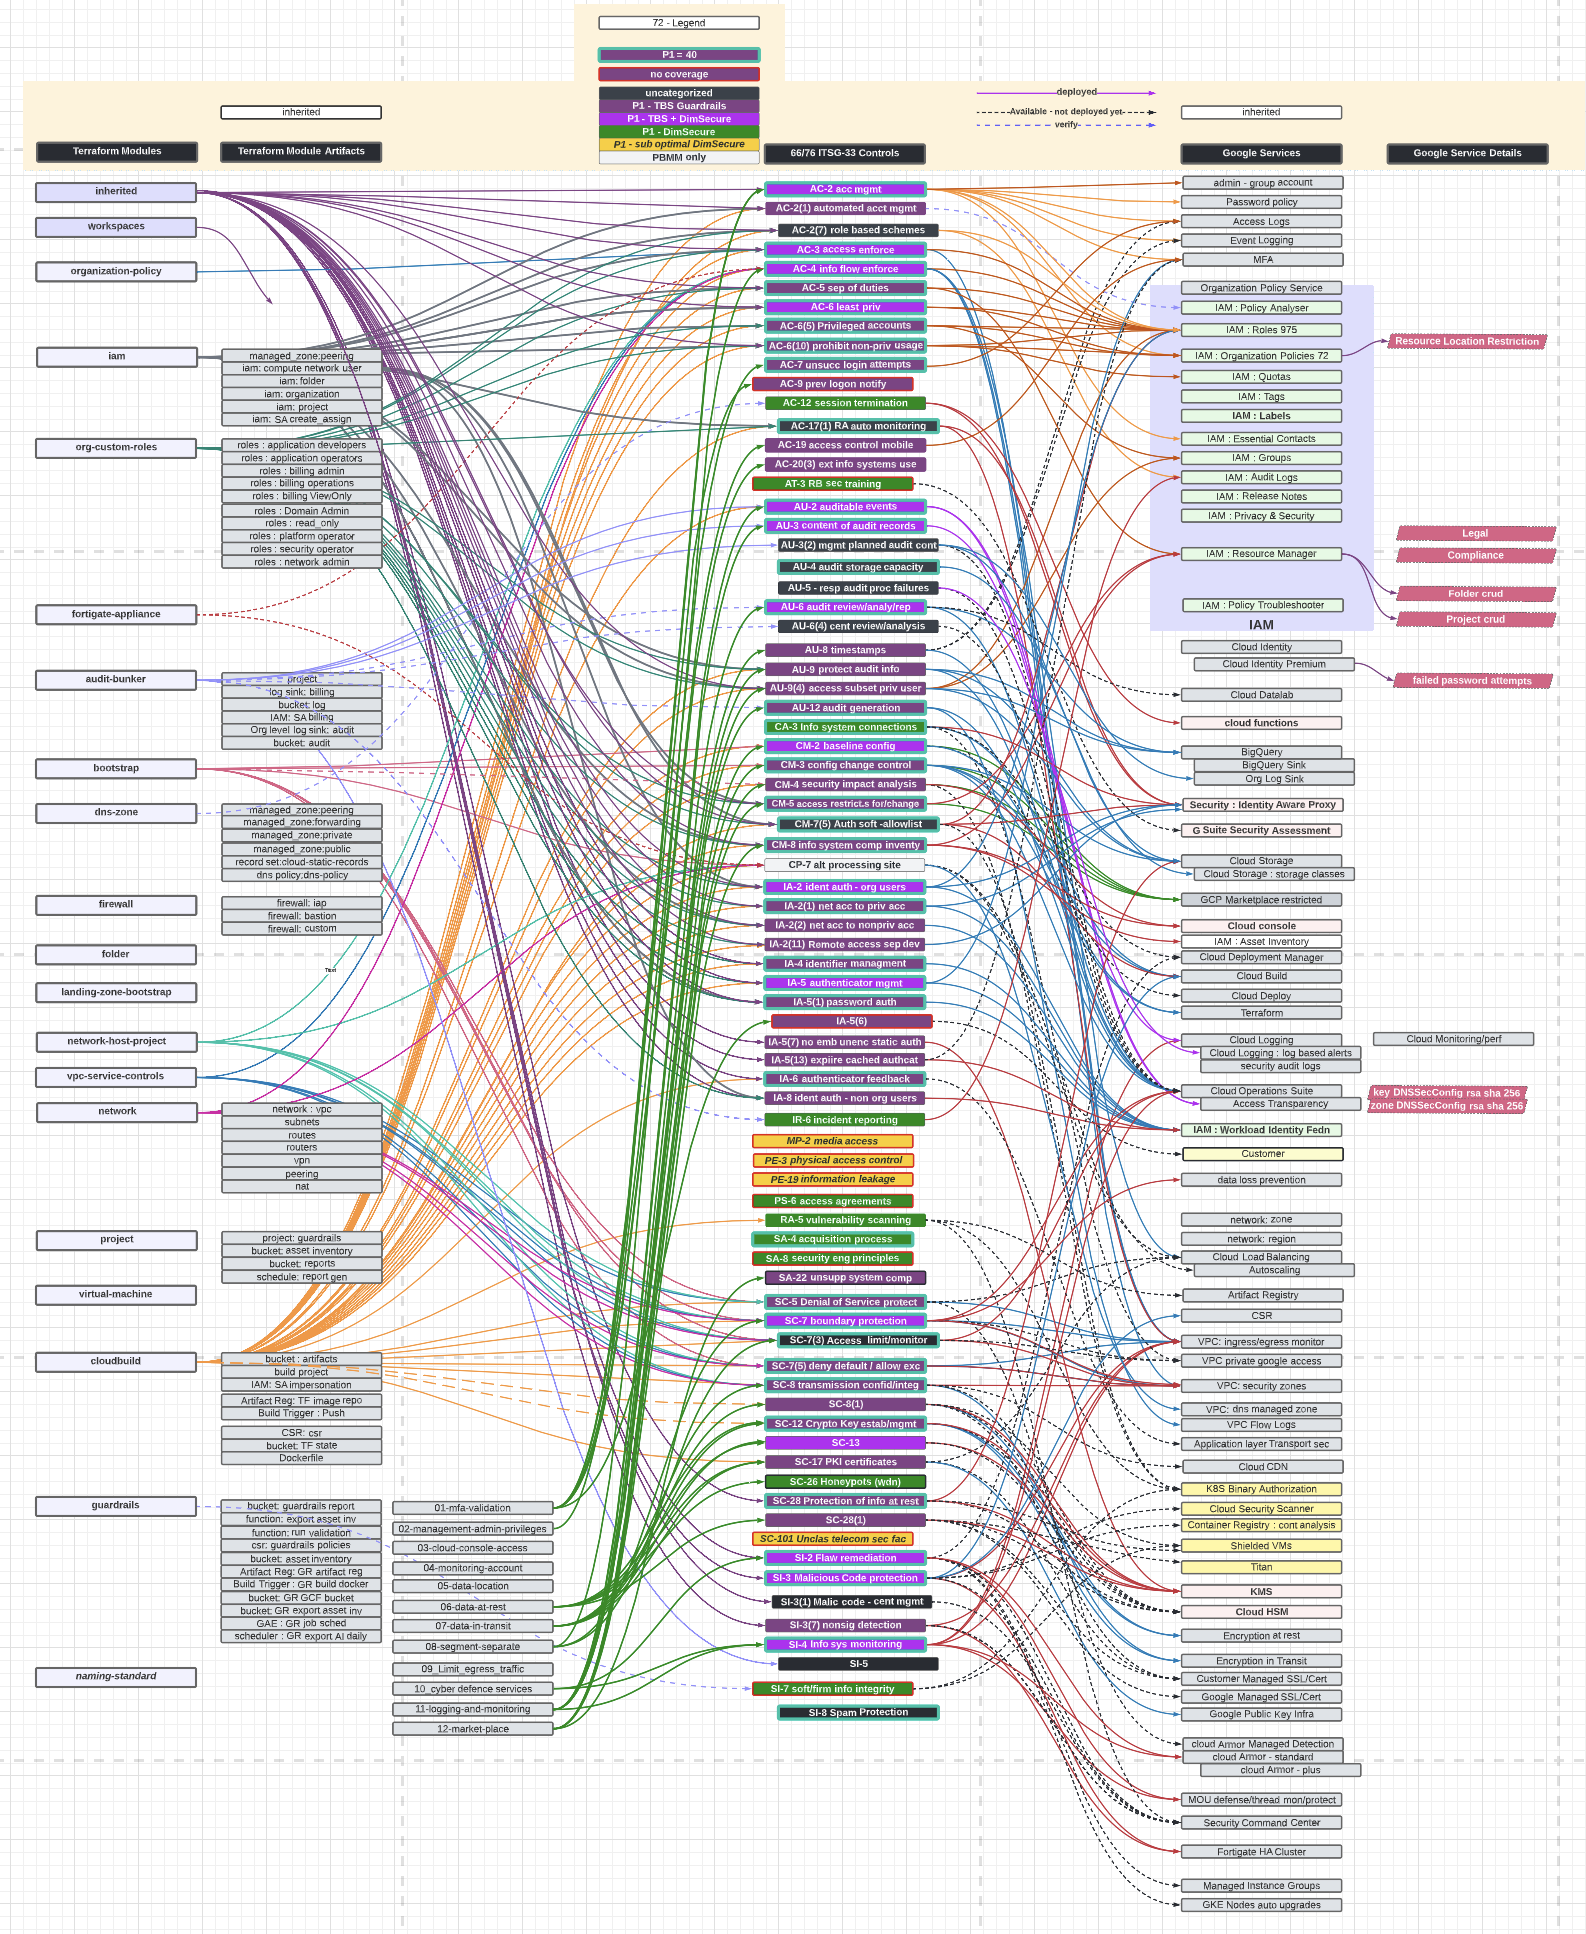 72 - Legend
P1 = 40
no coverage
uncategorized
P1 - TBS Guardrails
P1 - TBS + DimSecure
P1 - DimSecure
P1 - sub optimal DimSecure
PBMM only
deployed
Available - not deployed yet
verify
inherited
inherited
Terraform Modules
Terraform Module Artifacts
66/76 ITSG-33 Controls
Google Services
Google Service Details
inherited
workspaces
organization-policy
iam
org-custom-roles
fortigate-appliance
audit-bunker
bootstrap
dns-zone
firewall
folder
landing-zone-bootstrap
network-host-project
vpc-service-controls
network
project
virtual-machine
cloudbuild
guardrails
naming-standard
managed_zone:peering
iam: compute network user
iam: folder
iam: organization
iam: project
iam: SA create_assign
roles : application developers
roles : application operators
roles : billing admin
roles : billing operations
roles : billing ViewOnly
roles : Domain Admin
roles : read_only
roles : platform operator
roles : security operator
roles : network admin
project
log sink: billing
bucket: log
IAM: SA billing
Org level log sink: audit
bucket: audit
managed_zone:peering
managed_zone:forwarding
managed_zone:private
managed_zone:public
record set:cloud-static-records
dns policy:dns-policy
firewall: iap
firewall: bastion
firewall: custom
Text
network : vpc
subnets
routes
routers
vpn
peering
nat
project: guardrails
bucket: asset inventory
bucket: reports
schedule: report gen
bucket : artifacts
build project
IAM: SA impersonation
Artifact Reg: TF image repo
Build Trigger : Push
CSR: csr
bucket: TF state
Dockerfile
bucket: guardrails report
function: export asset inv
function: run validation
csr: guardrails policies
bucket: asset inventory
Artifact Reg: GR artifact reg
Build Trigger : GR build docker
bucket: GR GCF bucket
bucket: GR export asset inv
GAE : GR job sched
scheduler : GR export AI daily
01-mfa-validation
02-management-admin-privileges
03-cloud-console-access
04-monitoring-account
05-data-location
06-data-at-rest
07-data-in-transit
08-segment-separate
09_Limit_egress_traffic
10_cyber defence services
11-logging-and-monitoring
12-market-place
AC-2 acc mgmt
AC-2(1) automated acct mgmt
AC-2(7) role based schemes
AC-3 access enforce
AC-4 info flow enforce
AC-5 sep of duties
AC-6 least priv
AC-6(5) Privileged accounts
AC-6(10) prohibit non-priv usage
AC-7 unsucc login attempts
AC-9 prev logon notify
AC-12 session termination
AC-17(1) RA auto monitoring
AC-19 access control mobile
AC-20(3) ext info systems use
AT-3 RB sec training
AU-2 auditable events
AU-3 content of audit records
AU-3(2) mgmt planned audit cont
AU-4 audit storage capacity
AU-5 - resp audit proc failures
AU-6 audit review/analy/rep
AU-6(4) cent review/analysis
AU-8 timestamps
AU-9 protect audit info
AU-9(4) access subset priv user
AU-12 audit generation
CA-3 Info system connections
CM-2 baseline config
CM-3 config change control
CM-4 security impact analysis
CM-5 access restrict.s for/change
CM-7(5) Auth soft -allowlist
CM-8 info system comp inventy
CP-7 alt processing site
IA-2 ident auth - org users
IA-2(1) net acc to priv acc
IA-2(2) net acc to nonpriv acc
IA-2(11) Remote access sep dev
IA-4 identifier managment
IA-5 authenticator mgmt
IA-5(1) password auth
IA-5(6)
IA-5(7) no emb unenc static auth
IA-5(13) expiire cached authcat
IA-6 authenticator feedback
IA-8 ident auth - non org users
IR-6 incident reporting
MP-2 media access
PE-3 physical access control
PE-19 information leakage
PS-6 access agreements
RA-5 vulnerability scanning
SA-4 acquisition process
SA-8 security eng principles
SA-22 unsupp system comp
SC-5 Denial of Service protect
SC-7 boundary protection
SC-7(3) Access limit/monitor
SC-7(5) deny default / allow exc
SC-8 transmission confid/integ
SC-8(1)
SC-12 Crypto Key estab/mgmt
SC-13
SC-17 PKI certificates
SC-26 Honeypots (wdn)
SC-28 Protection of info at rest
SC-28(1)
SC-101 Unclas telecom sec fac
SI-2 Flaw remediation
SI-3 Malicious Code protection
SI-3(1) Malic code - cent mgmt
SI-3(7) nonsig detection
SI-4 Info sys monitoring
SI-5
SI-7 soft/firm info integrity
SI-8 Spam Protection
admin - group account
Password policy
Access Logs
Event Logging
MFA
Organization Policy Service
IAM : Policy Analyser
IAM : Roles 975
IAM : Organization Policies 72
IAM : Quotas
IAM : Tags
IAM : Labels
IAM : Essential Contacts
IAM : Groups
IAM : Audit Logs
IAM : Release Notes
IAM : Privacy & Security
IAM : Resource Manager
IAM : Policy Troubleshooter
IAM
Cloud Identity
Cloud Identity Premium
Cloud Datalab
cloud functions
BigQuery
BigQuery Sink
Org Log Sink
Security : Identity Aware Proxy
G Suite Security Assessment
Cloud Storage
Cloud Storage : storage classes
GCP Marketplace restricted
Cloud console
IAM : Asset Inventory
Cloud Deployment Manager
Cloud Build
Cloud Deploy
Terraform
Cloud Logging
Cloud Logging : log based alerts
security audit logs
Cloud Operations Suite
Access Transparency
IAM : Workload Identity Fedn
Customer
data loss prevention
network: zone
network: region
Cloud Load Balancing
Autoscaling
Artifact Registry
CSR
VPC: ingress/egress monitor
VPC private google access
VPC: security zones
VPC: dns managed zone
VPC Flow Logs
Application layer Transport sec
Cloud CDN
K8S Binary Authorization
Cloud Security Scanner
Container Registry : cont analysis
Shielded VMs
Titan
KMS
Cloud HSM
Encryption at rest
Encryption in Transit
Customer Managed SSL/Cert
Google Managed SSL/Cert
Google Public Key Infra
cloud Armor Managed Detection
cloud Armor - standard
cloud Armor - plus
MOU defense/thread mon/protect
Security Command Center
Fortigate HA Cluster
Managed Instance Groups
GKE Nodes auto upgrades
Resource Location Restriction
Legal
Compliance
Folder crud
Project crud
failed password attempts
Cloud Monitoring/perf
key DNSSecConfig rsa sha 256
zone DNSSecConfig rsa sha 256